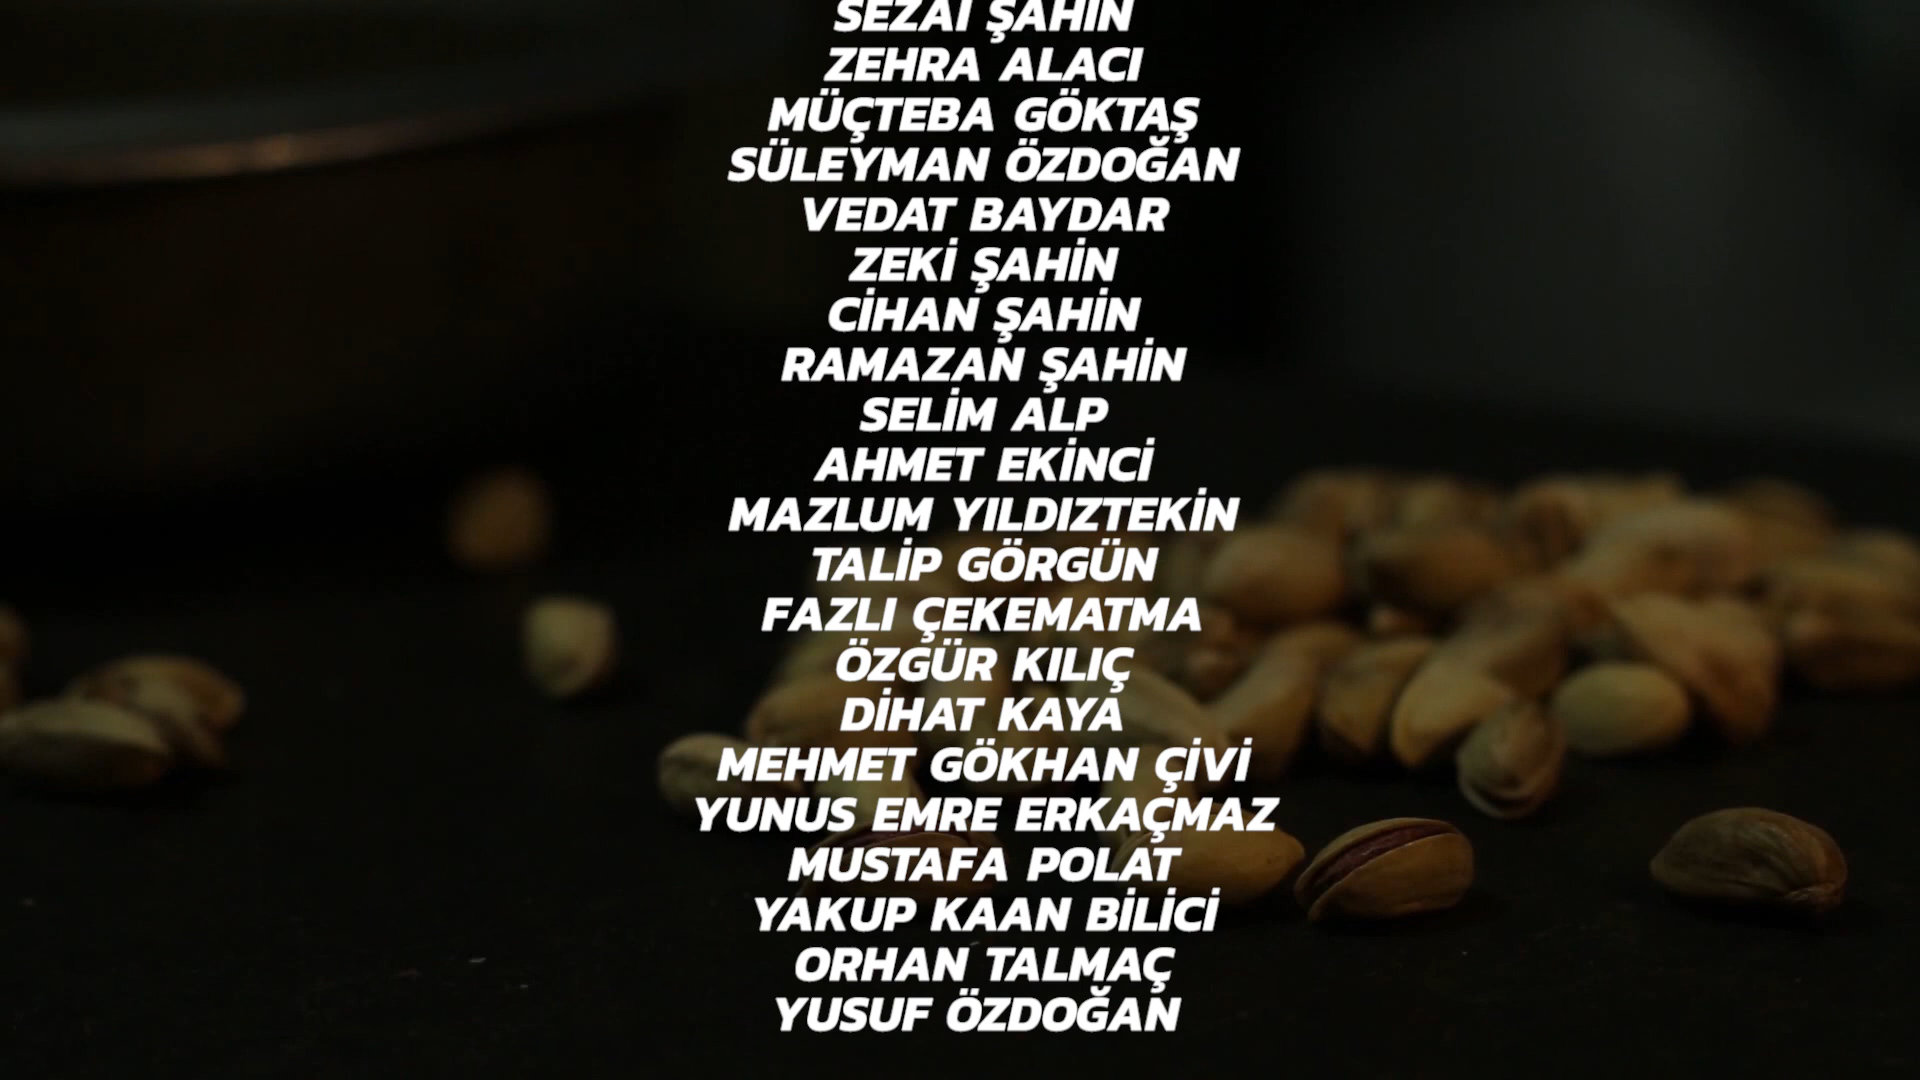 SEZAİ ŞAHİN
ZEHRA ALACI
MÜÇTEBA GÖKTAŞ
SÜLEYMAN ÖZDOĞAN
VEDAT BAYDAR
ZEKİ ŞAHİN
CİHAN ŞAHİN
RAMAZAN ŞAHİN
SELİM ALP
AHMET EKİNCİ
MAZLUM YILDIZTEKİN
TALİP GÖRGÜN
FAZLI ÇEKEMATMA
ÖZGÜR KILIÇ
DİHAT KAYA
MEHMET GÖKHAN ÇİVİ
YUNUS EMRE ERKAÇMAZ
MUSTAFA POLAT
YAKUP KAAN BİLİCİ
ORHAN TALMAÇ
YUSUF ÖZDOĞAN